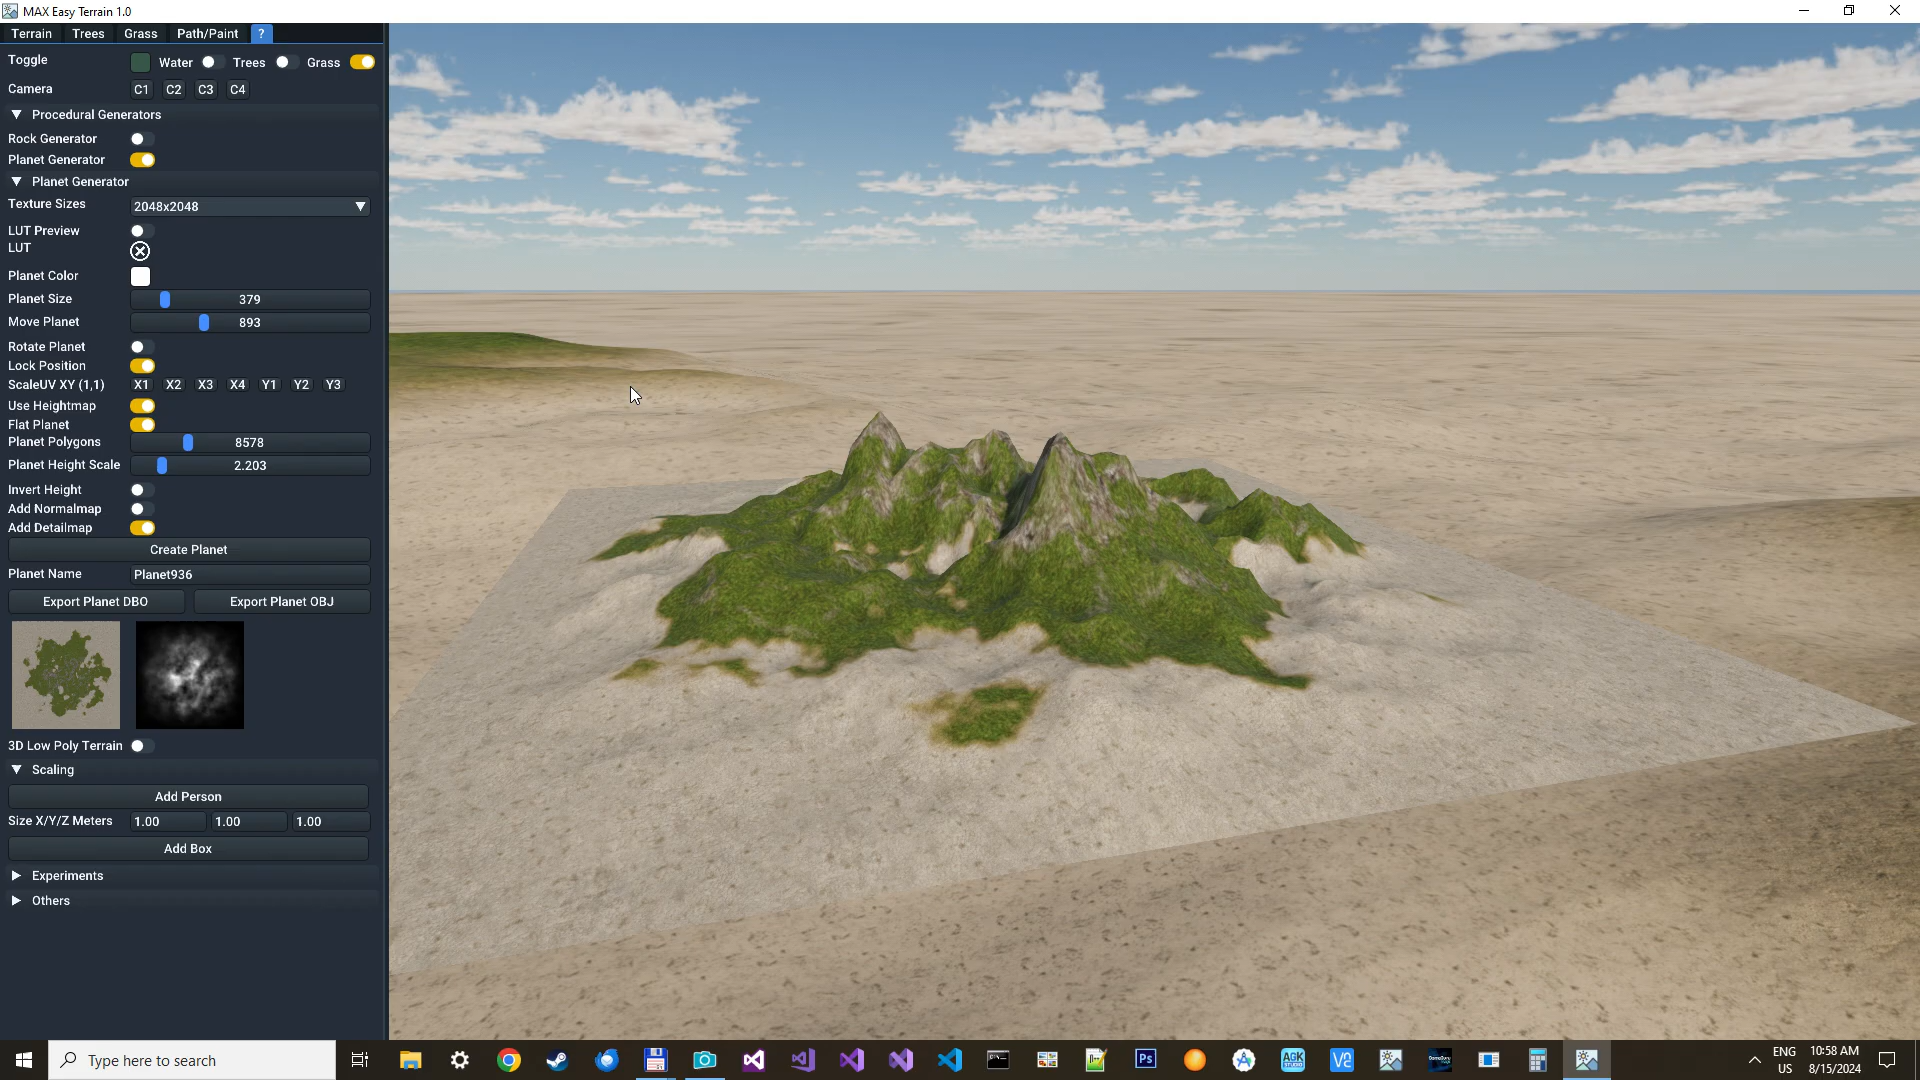 MAX Easy Terrain 1.0
Terrain Trees Grass Path/Paint ?
Toggle Water Trees Grass
Camera C1 C2 C3 C4
Procedural Generators
Rock Generator
Planet Generator
Planet Generator
Texture Sizes 2048x2048
LUT Preview
LUT
Planet Color
Planet Size 379
Move Planet 893
Rotate Planet
Lock Position
ScaleUV XY (1,1) X1 X2 X3 X4 Y1 Y2 Y3
Use Heightmap
Flat Planet
Planet Polygons 8578
Planet Height Scale 2.203
Invert Height
Add Normalmap
Add Detailmap
Create Planet
Planet Name Planet936
Export Planet DBO Export Planet OBJ
3D Low Poly Terrain
Scaling
Add Person
Size X/Y/Z Meters 1.00 1.00 1.00
Add Box
Experiments
Others
Type here to search
Ps
AGK
ENG
US
10:58 AM
8/15/2024